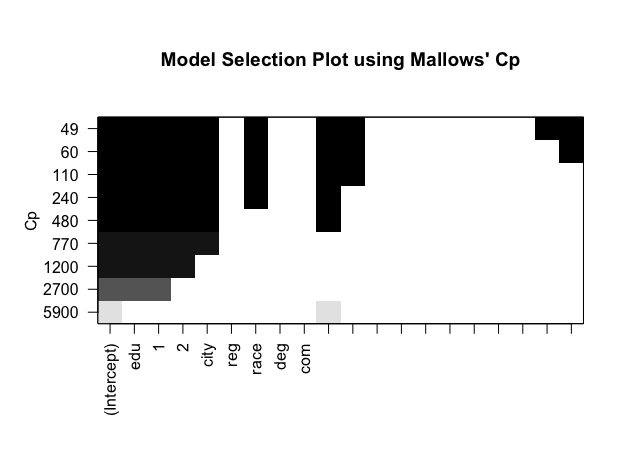 Model Selection Plot using Mallows' Cp
Cp
49
60
110
240
480
770
1200
2700
5900
(Intercept)
edu
1
2
city
reg
race
deg
com